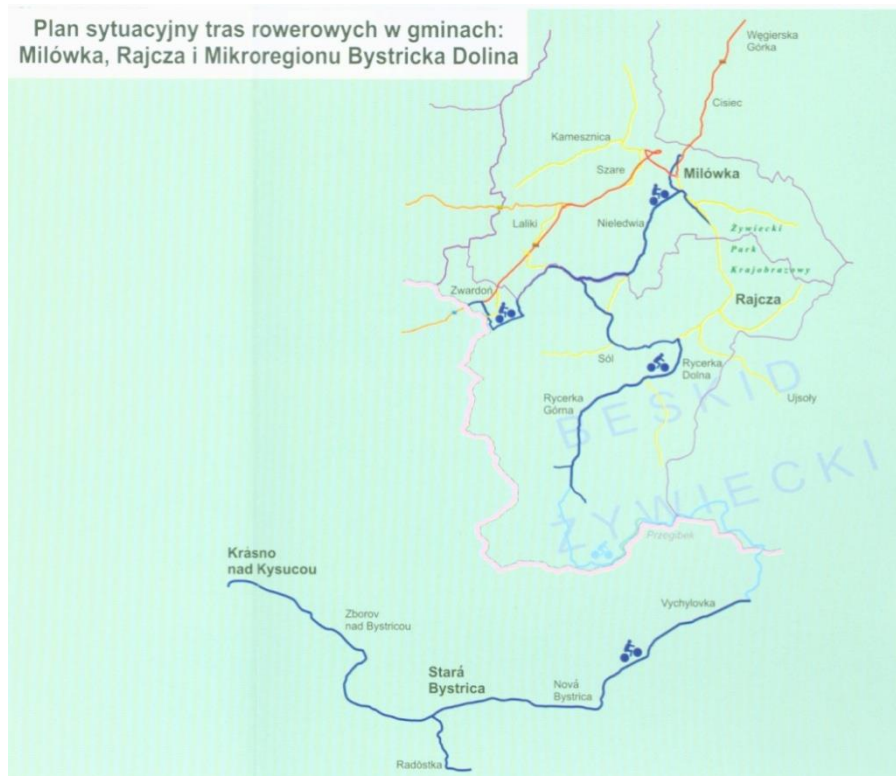 Plan sytuacyjny tras rowerowych w gminach:
Milówka, Rajcza i Mikroregionu Bystricka Dolina
Węgierska
Górka
Cisiec
Kamesznica
Szare
Milówka
Laliki
Nieledwia
Żywiecki
Park
Krajobrazowy
Zwardoń
Rajcza
Sól
Rycerka
Dolna
Rycerka
Górna
Ujsoły
BESKID
ŻYWIECKI
Przegibek
Krásno
nad Kysucou
Zborov
nad Bystricou
Vychylovka
Stará
Bystrica
Nová
Bystrica
Radôstka